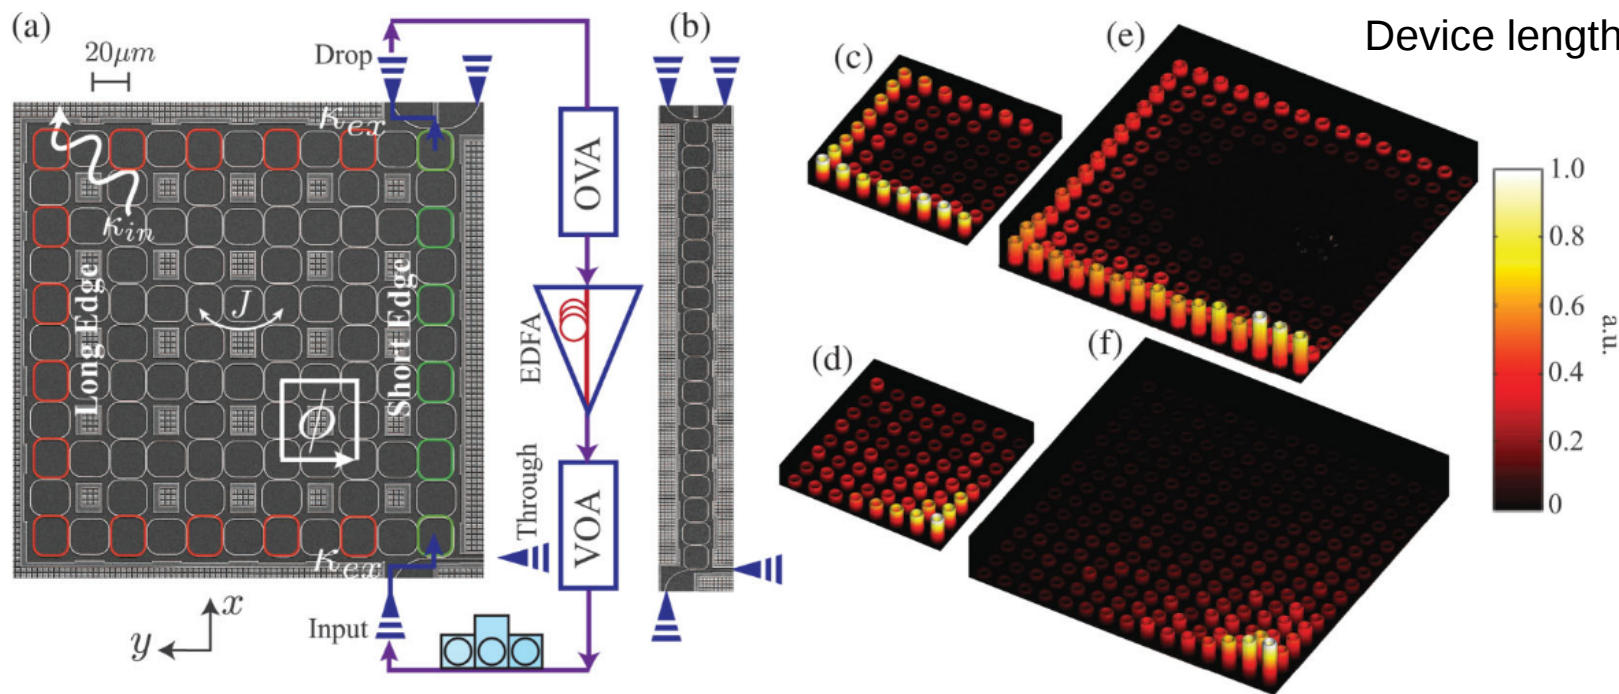 (a)
20μm
Drop
(b)
(c)
(e)
Device length
κex
κin
OVA
Long Edge
J
Short Edge
EDFA
ϕ
(d)
(f)
1.0
0.8
0.6
0.4
0.2
0
a.u.
Through
VOA
κex
x
y
Input